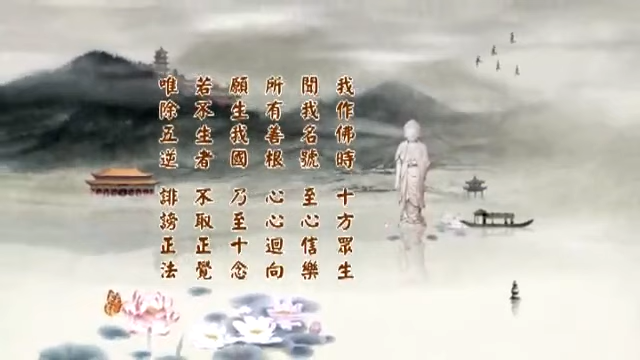 我作佛時 十方眾生
聞我名號 至心信樂
所有善根 心心迴向
願生我國 乃至十念
若不生者 不取正覺
唯除五逆 誹謗正法